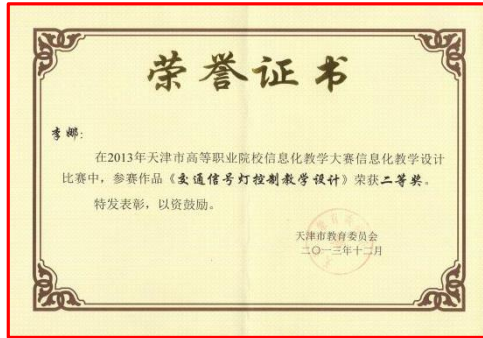 荣誉证书
李娜：
在2013年天津市高等职业院校信息化教学大赛信息化教学设计
比赛中，参赛作品《交通信号灯控制教学设计》荣获二等奖。
特发表彰，以资鼓励。
天津市教育委员会
二〇一三年十二月